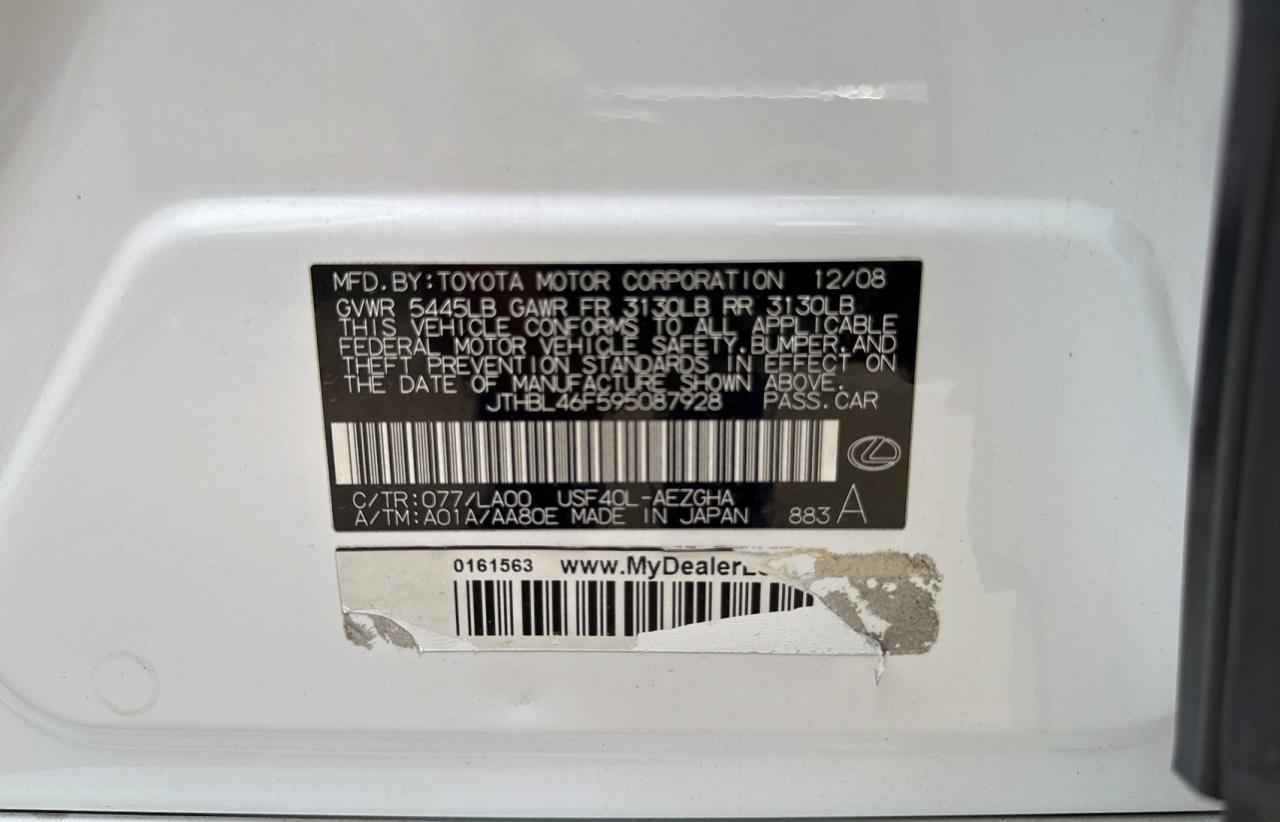 MFD. BY: TOYOTA MOTOR CORPORATION 12/08
GVWR 5445LB GAWR FR 3130LB RR 3130LB
THIS VEHICLE CONFORMS TO ALL APPLICABLE
FEDERAL MOTOR VEHICLE SAFETY, BUMPER, AND
THEFT PREVENTION STANDARDS IN EFFECT ON
THE DATE OF MANUFACTURE SHOWN ABOVE.
JTHBL46F595087928 PASS. CAR
C/TR: 077/LA00 USF40L-AEZGHA
A/TM: A01A/AA80E MADE IN JAPAN 883 A
0161563 www.MyDealer